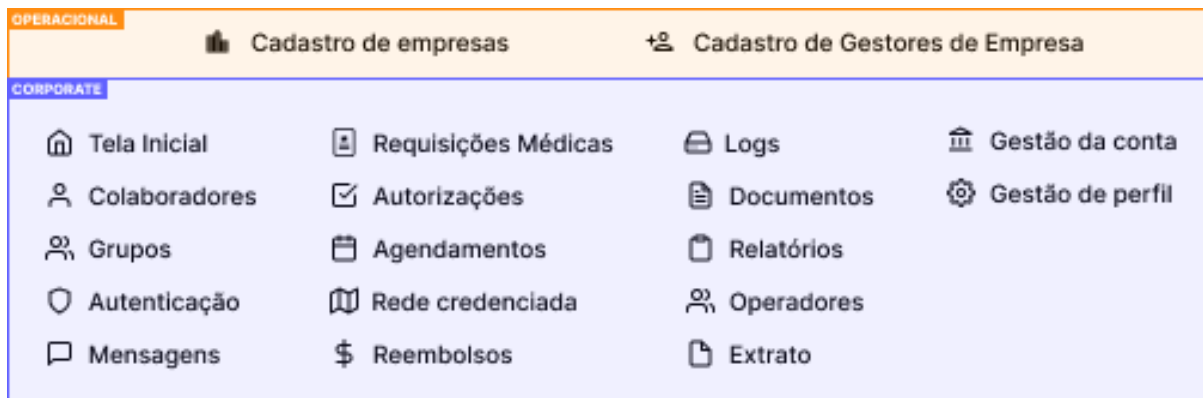 OPERACIONAL
Cadastro de empresas
Cadastro de Gestores de Empresa
CORPORATE
Tela Inicial
Colaboradores
Grupos
Autenticação
Mensagens
Requisições Médicas
Autorizações
Agendamentos
Rede credenciada
Reembolsos
Logs
Documentos
Relatórios
Operadores
Extrato
Gestão da conta
Gestão de perfil